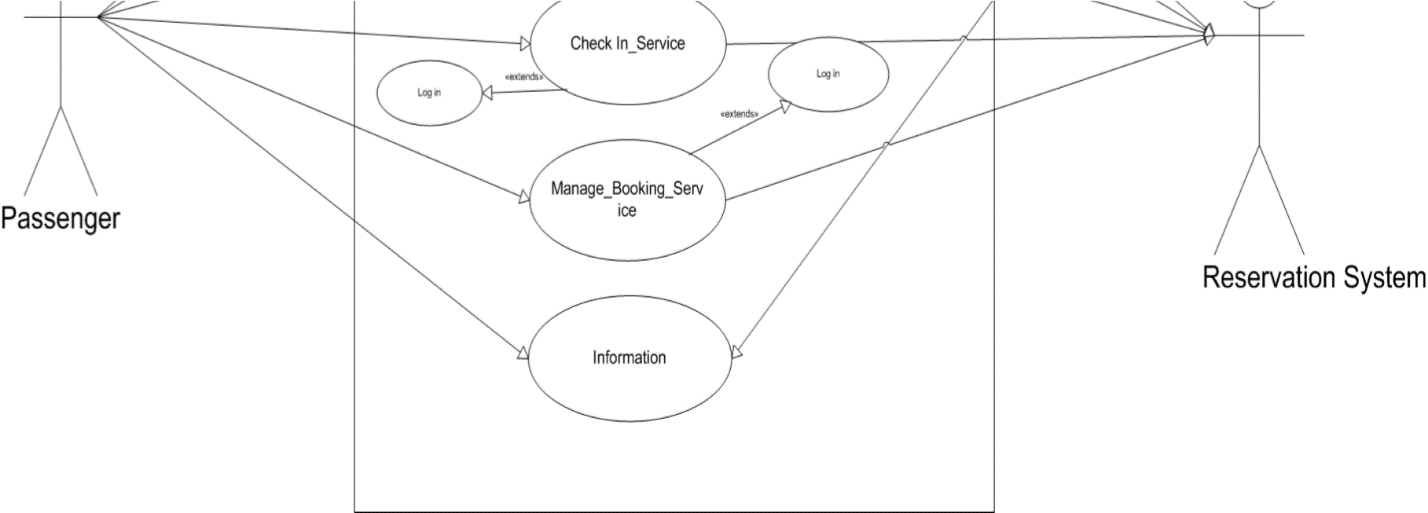 Check In_Service
«extends»
Log in
Log in
«extends»
Manage_Booking_Serv
ice
Passenger
Reservation System
Information